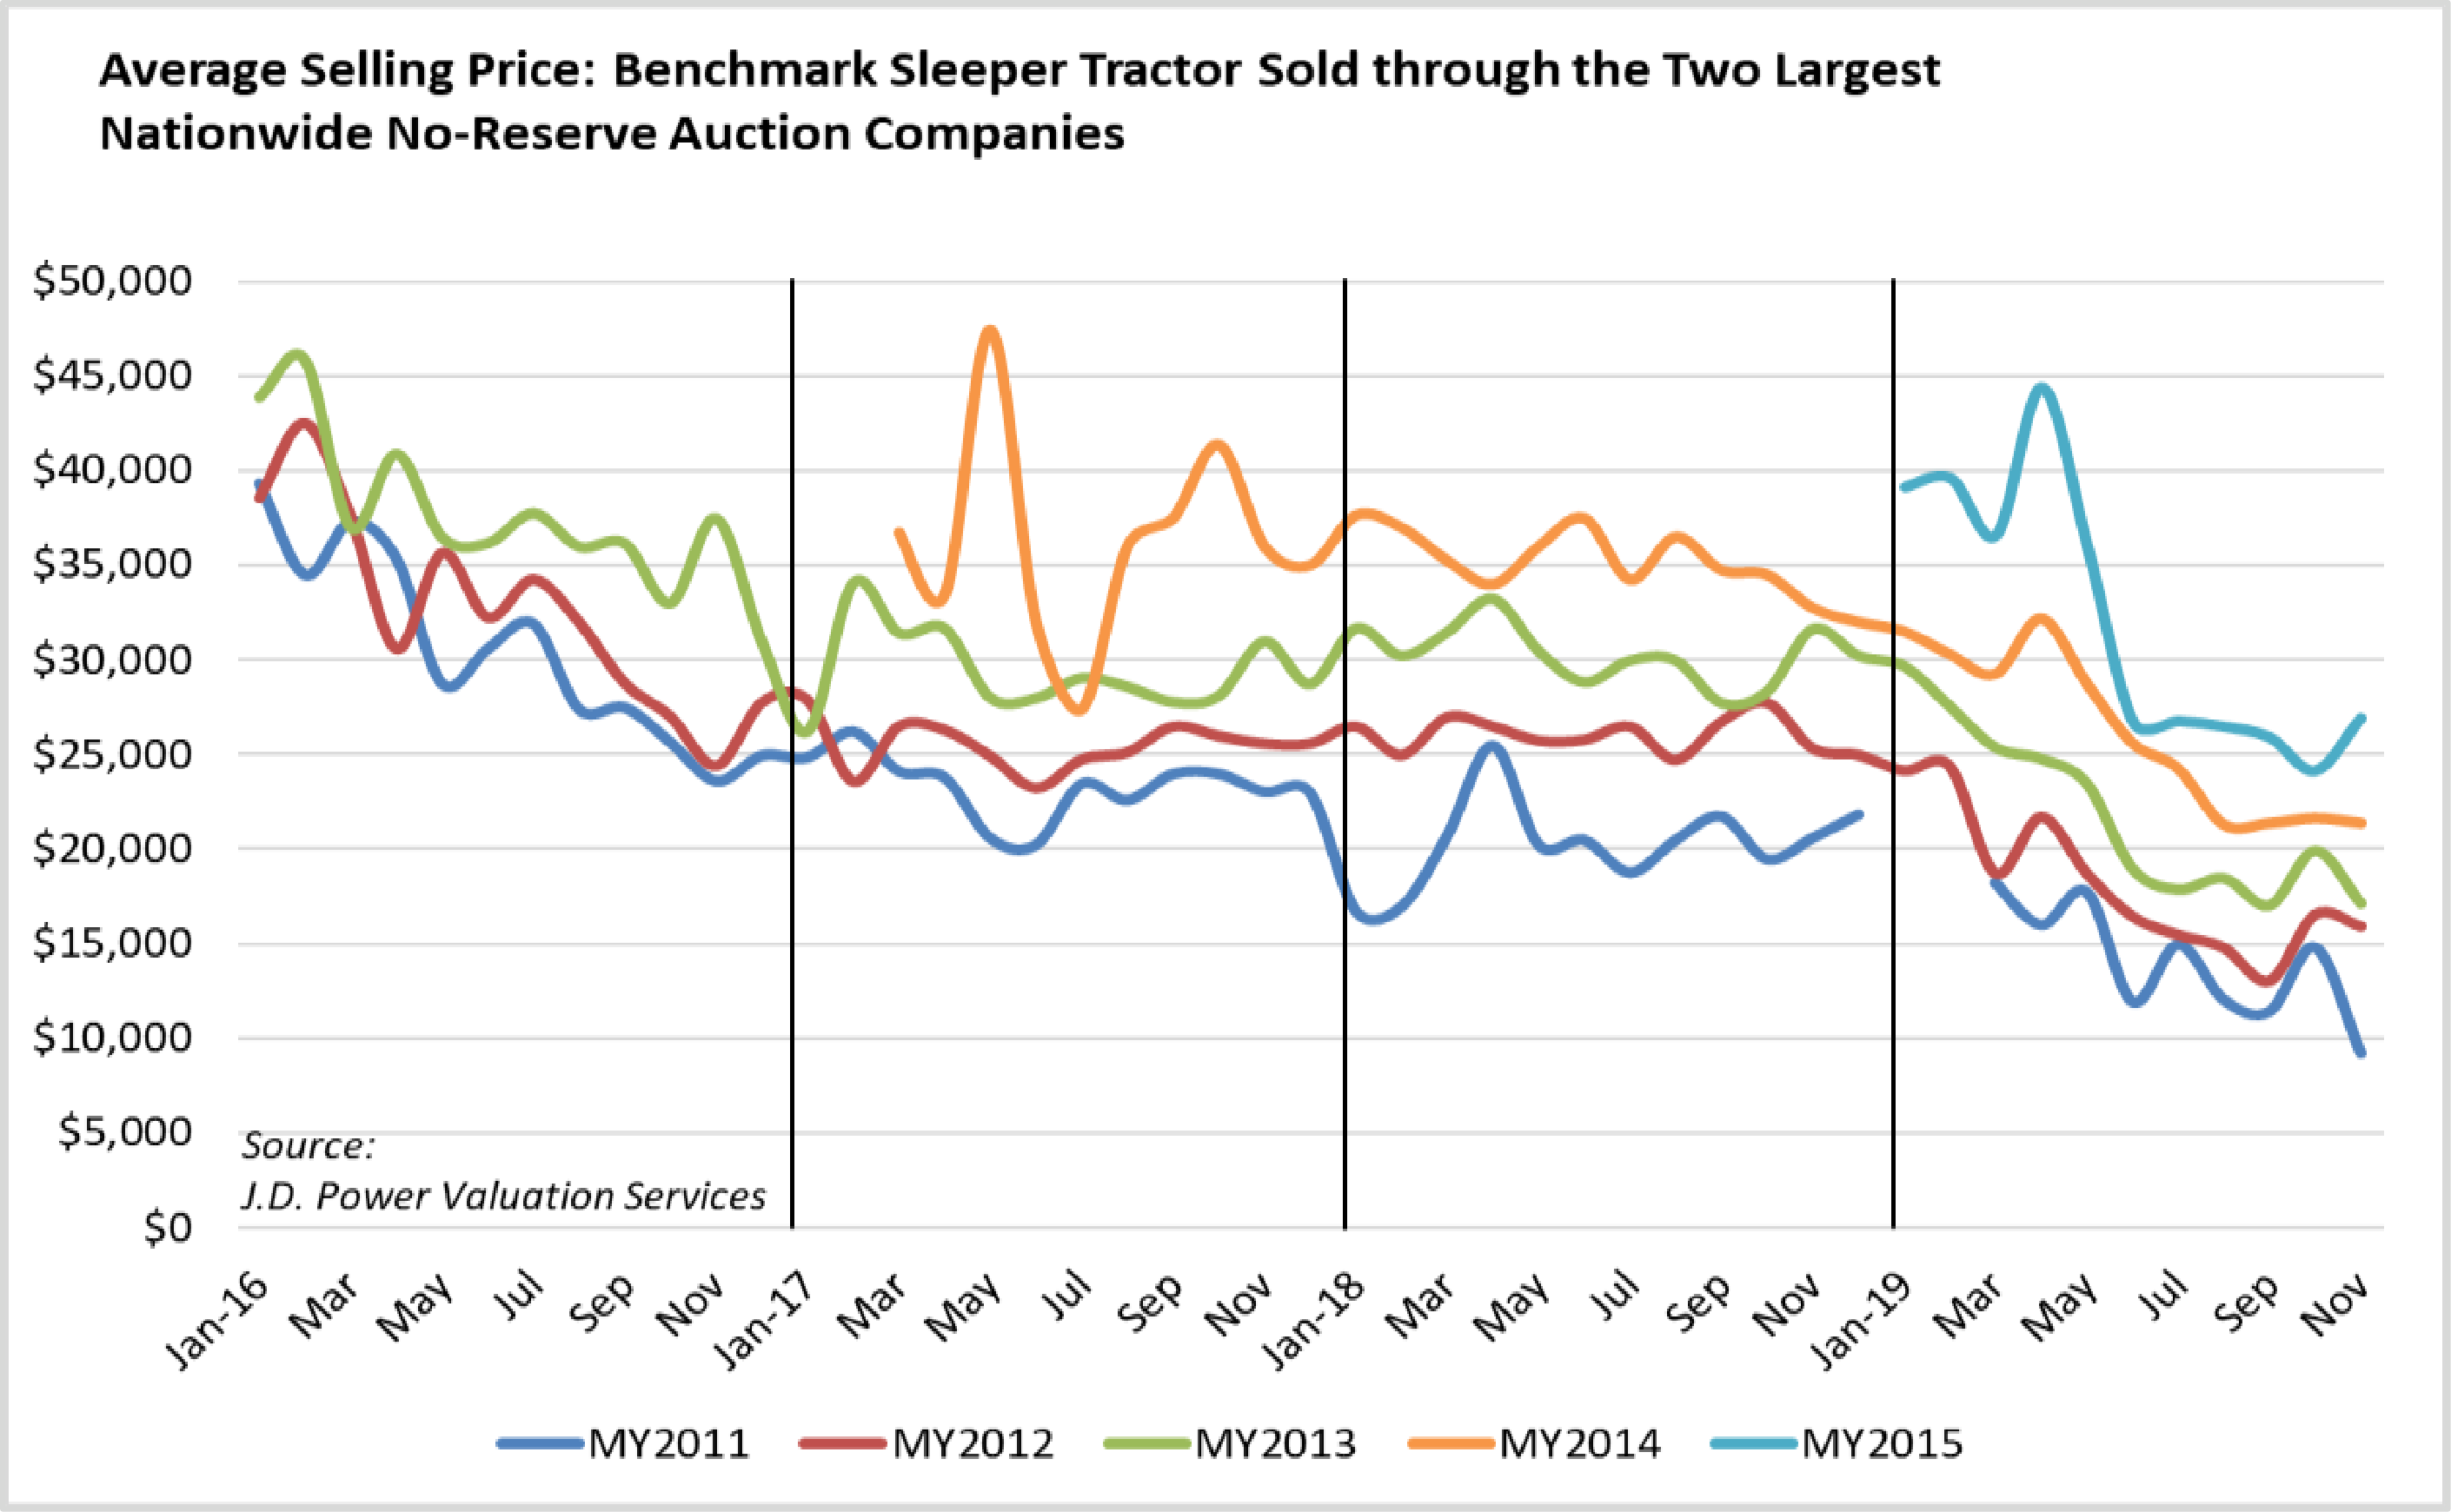 Average Selling Price: Benchmark Sleeper Tractor Sold through the Two Largest
Nationwide No-Reserve Auction Companies
$50,000
$45,000
$40,000
$35,000
$30,000
$25,000
$20,000
$15,000
$10,000
$5,000
$0
Source:
J.D. Power Valuation Services
Jan-16 Mar May Jul Sep Nov Jan-17 Mar May Jul Sep Nov Jan-18 Mar May Jul Sep Nov Jan-19 Mar May Jul Sep Nov
MY2011 MY2012 MY2013 MY2014 MY2015